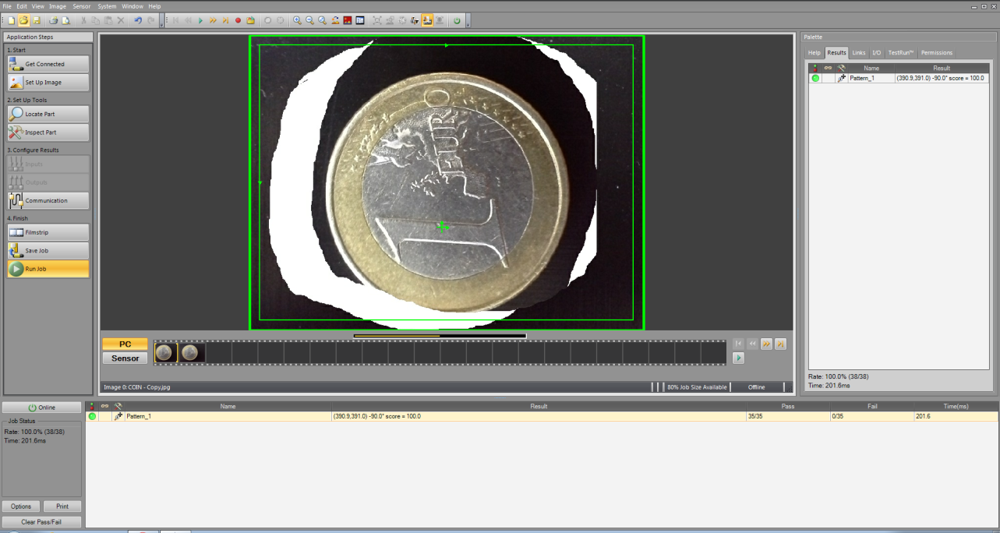 File Edit View Image Sensor System Window Help
Application Steps
1. Start
Get Connected
Set Up Image
2. Set Up Tools
Locate Part
Inspect Part
3. Configure Results
Inputs
Outputs
Communication
4. Finish
Filmstrip
Save Job
Run Job
1 EURO
PC
Sensor
Image 0: COIN - Copy.jpg
80% Job Size Available
Offline
Palette
Help Results Links I/O TestRun™ Permissions
Name Result
Pattern_1 (390.9,391.0) -90.0° score = 100.0
Rate: 100.0% (38/38)
Time: 201.6ms
Online
Job Status
Rate: 100.0% (38/38)
Time: 201.6ms
Options Print
Clear Pass/Fail
Name Result Pass Fail Time(ms)
Pattern_1 (390.9,391.0) -90.0° score = 100.0 35/35 0/35 201.6